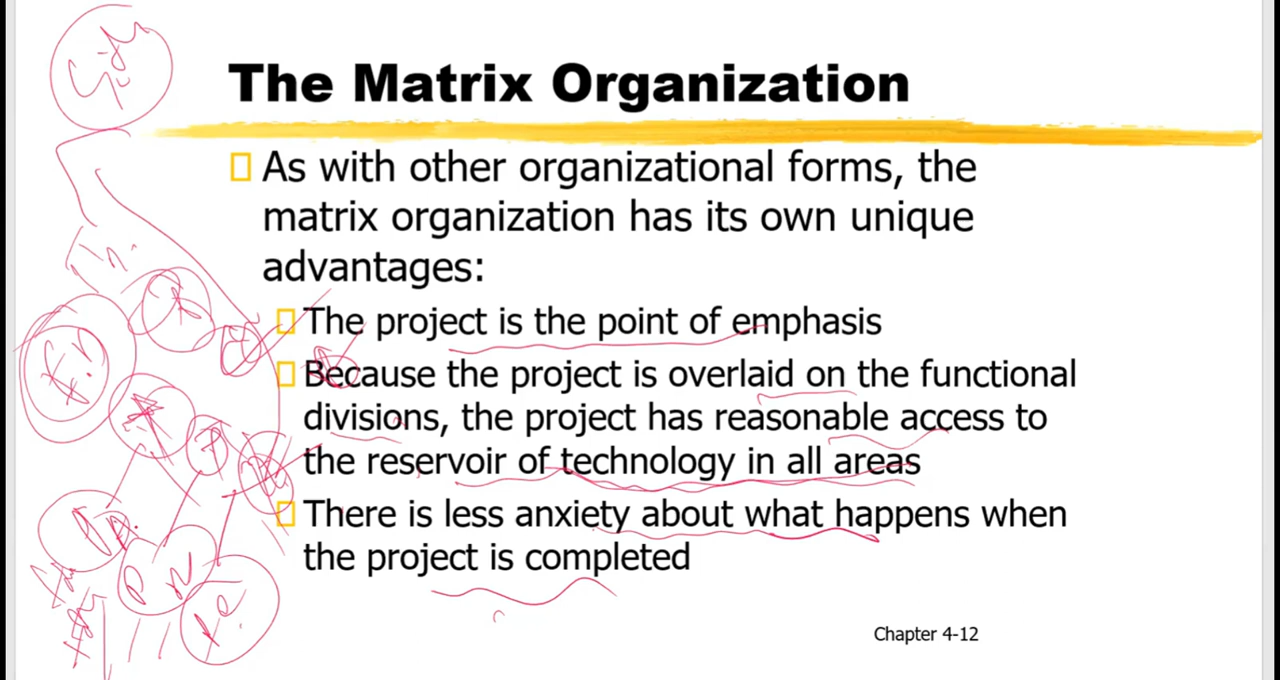 The Matrix Organization
As with other organizational forms, the
matrix organization has its own unique
advantages:
The project is the point of emphasis
Because the project is overlaid on the functional
divisions, the project has reasonable access to
the reservoir of technology in all areas
There is less anxiety about what happens when
the project is completed
Chapter 4-12